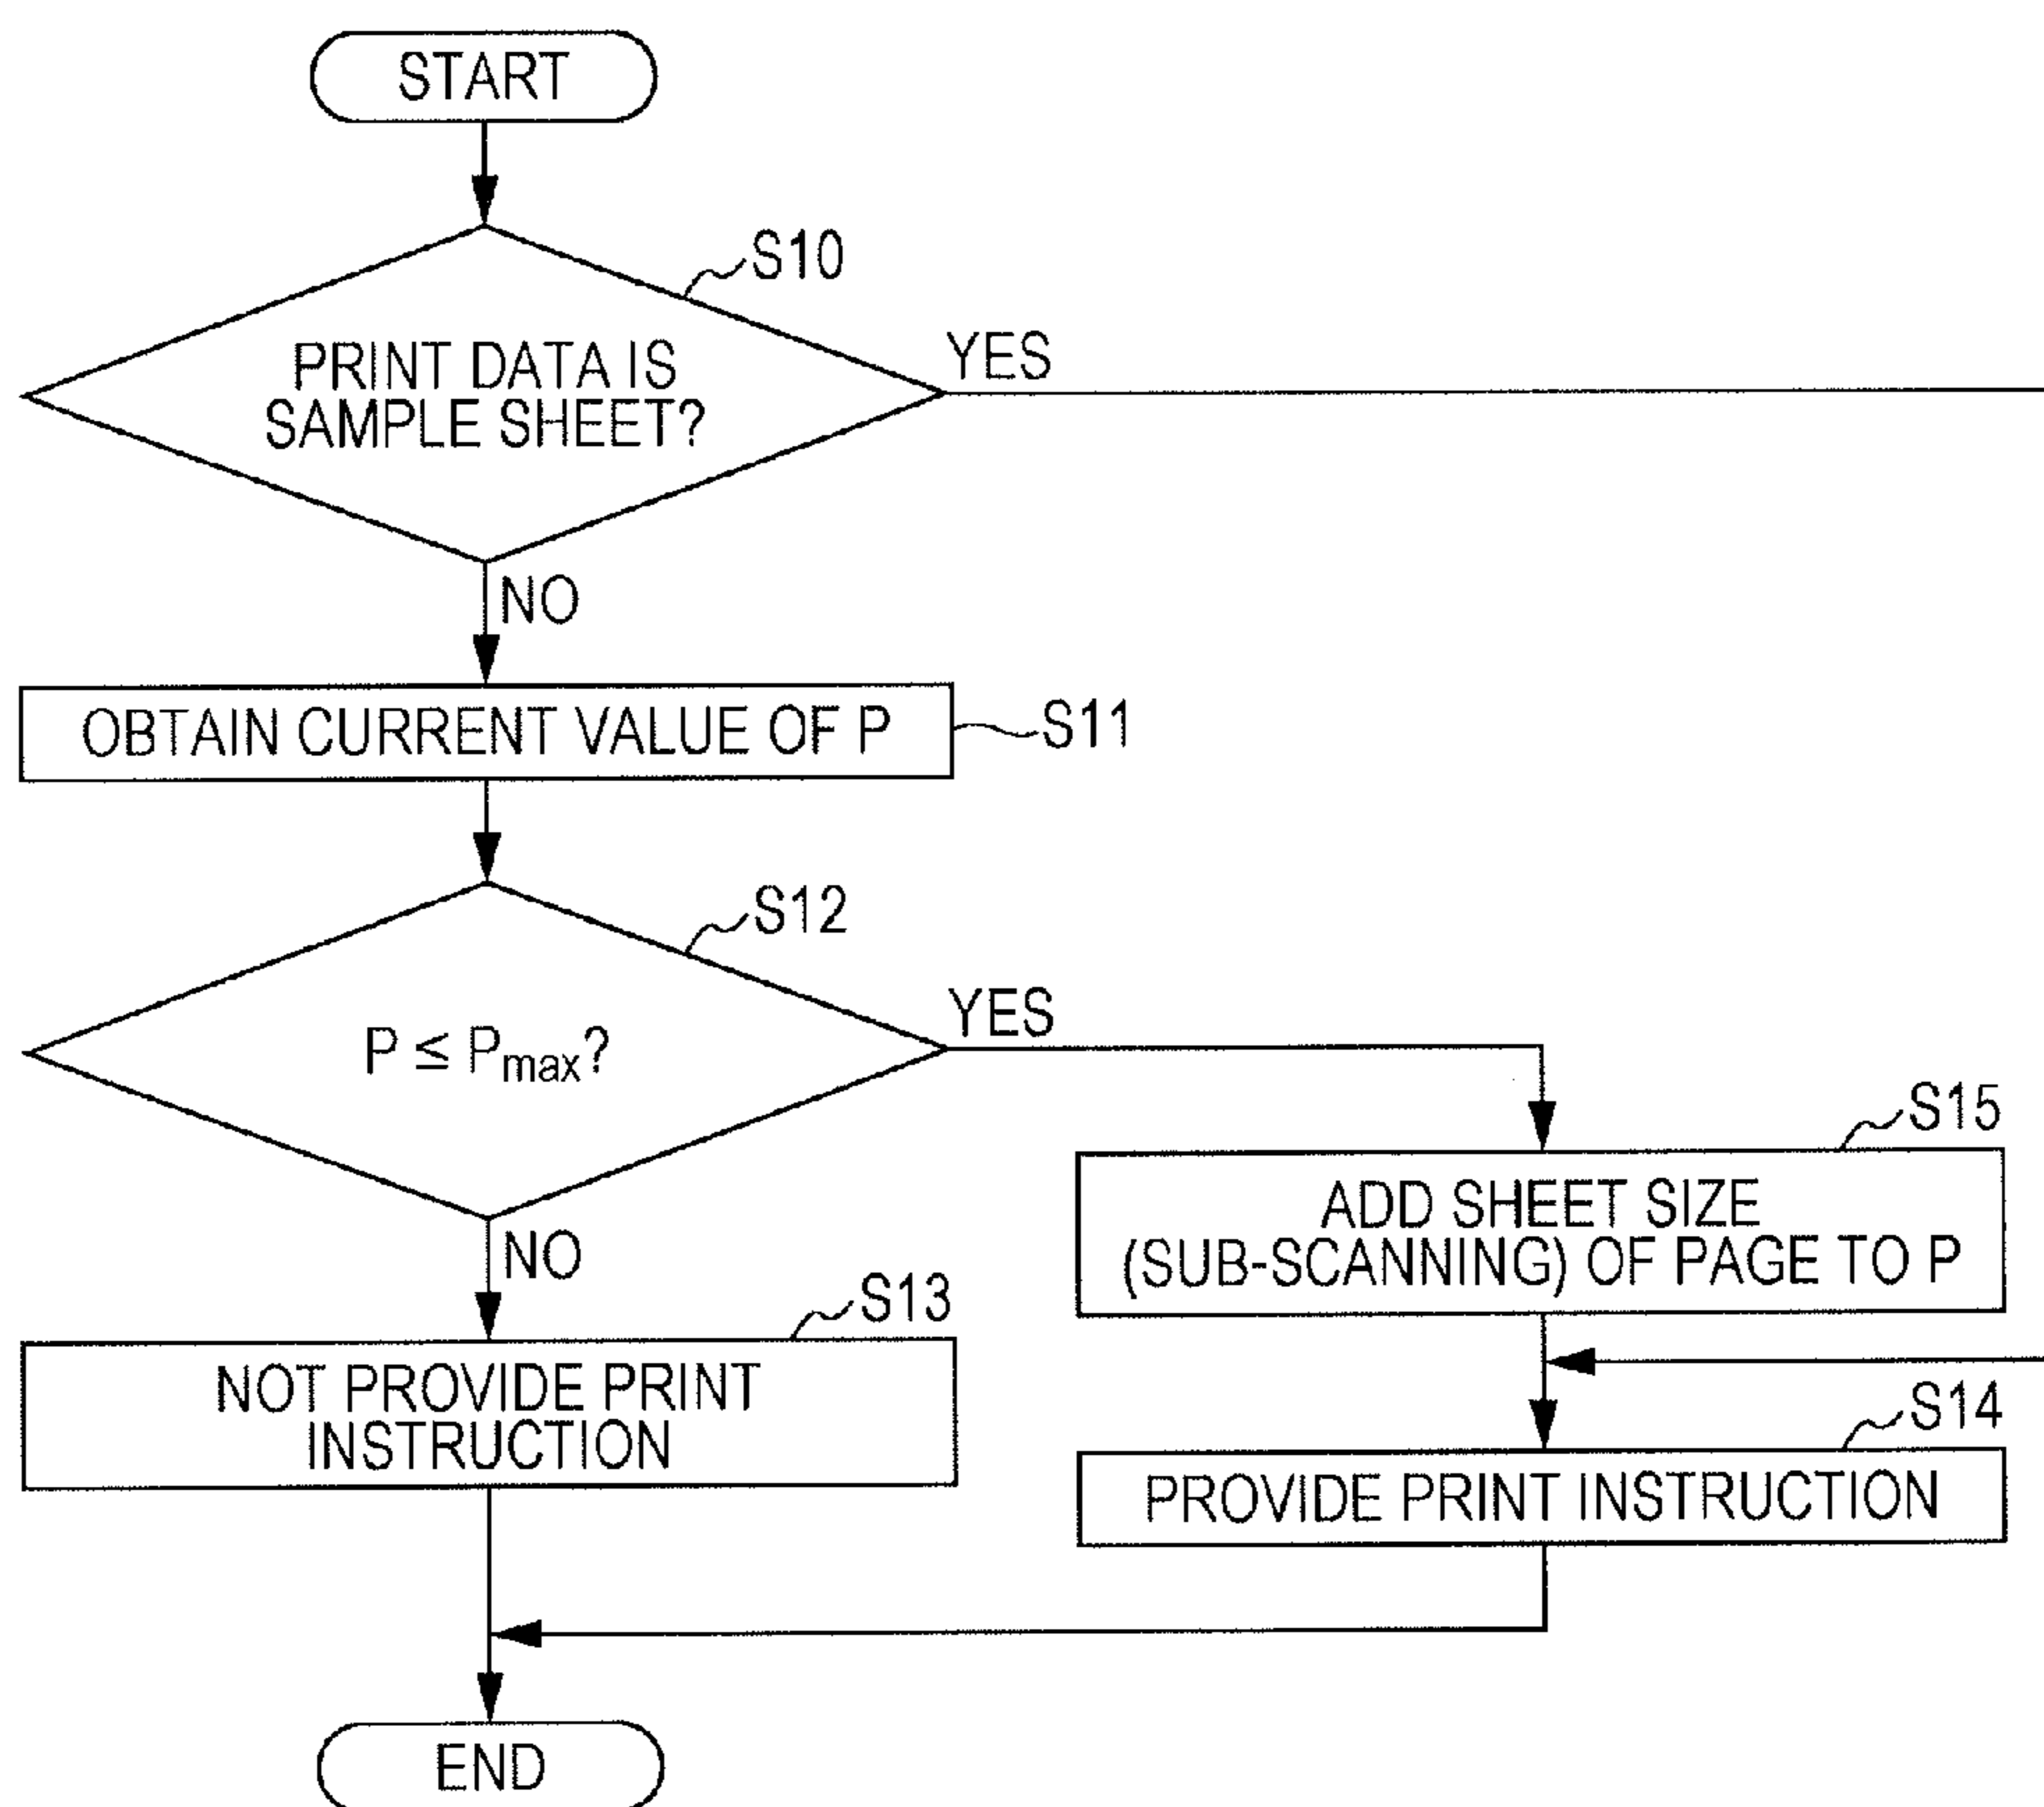 START
S10
PRINT DATA IS
SAMPLE SHEET?
YES
NO
OBTAIN CURRENT VALUE OF P
S11
S12
P ≤ Pmax?
YES
NO
S15
ADD SHEET SIZE
(SUB-SCANNING) OF PAGE TO P
S13
NOT PROVIDE PRINT
INSTRUCTION
S14
PROVIDE PRINT INSTRUCTION
END